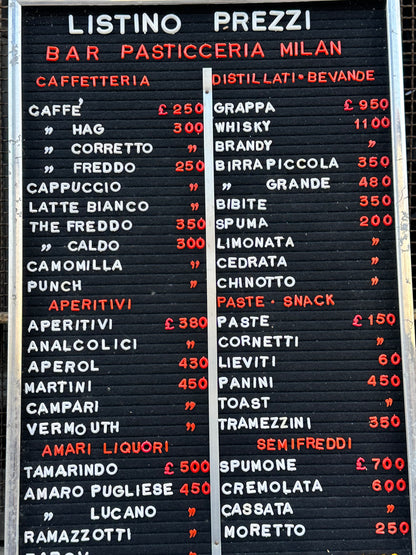 LISTINO PREZZI
BAR PASTICCERIA MILAN
CAFFETTERIA
CAFFE' £250
" HAG 300
" CORRETTO "
" FREDDO 250
CAPPUCCIO "
LATTE BIANCO "
THE FREDDO 350
" CALDO 300
CAMOMILLA "
PUNCH "
APERITIVI
APERITIVI £380
ANALCOLICI "
APEROL 430
MARTINI 450
CAMPARI "
VERMOUTH "
AMARI LIQUORI
TAMARINDO £500
AMARO PUGLIESE 450
" LUCANO "
RAMAZZOTTI "
DISTILLATI·BEVANDE
GRAPPA £950
WHISKY 1100
BRANDY "
BIRRA PICCOLA 350
" GRANDE 480
BIBITE 350
SPUMA 200
LIMONATA "
CEDRATA "
CHINOTTO "
PASTE · SNACK
PASTE £150
CORNETTI "
LIEVITI 60
PANINI 450
TOAST "
TRAMEZZINI 350
SEMIFREDDI
SPUMONE £700
CREMOLATA 600
CASSATA "
MORETTO 250